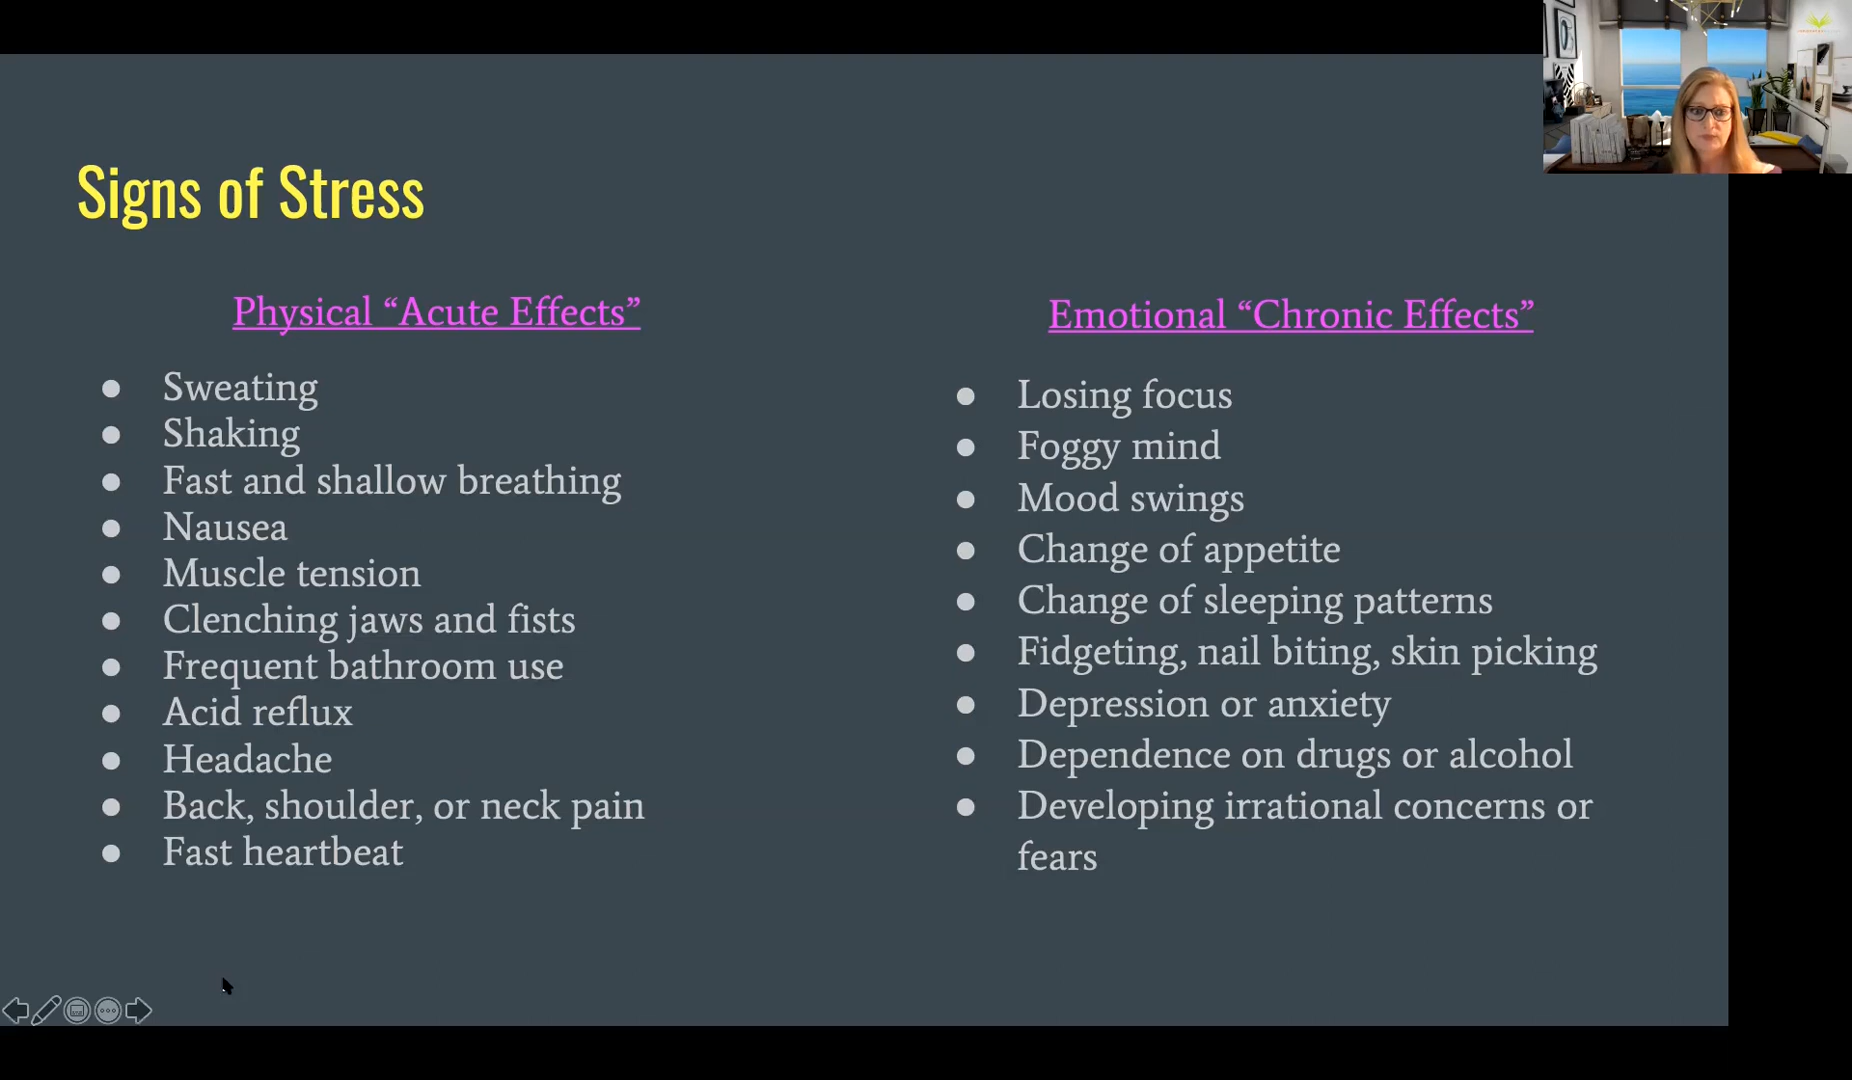 Signs of Stress
Physical “Acute Effects”
Sweating
Shaking
Fast and shallow breathing
Nausea
Muscle tension
Clenching jaws and fists
Frequent bathroom use
Acid reflux
Headache
Back, shoulder, or neck pain
Fast heartbeat
Emotional “Chronic Effects”
Losing focus
Foggy mind
Mood swings
Change of appetite
Change of sleeping patterns
Fidgeting, nail biting, skin picking
Depression or anxiety
Dependence on drugs or alcohol
Developing irrational concerns or
fears